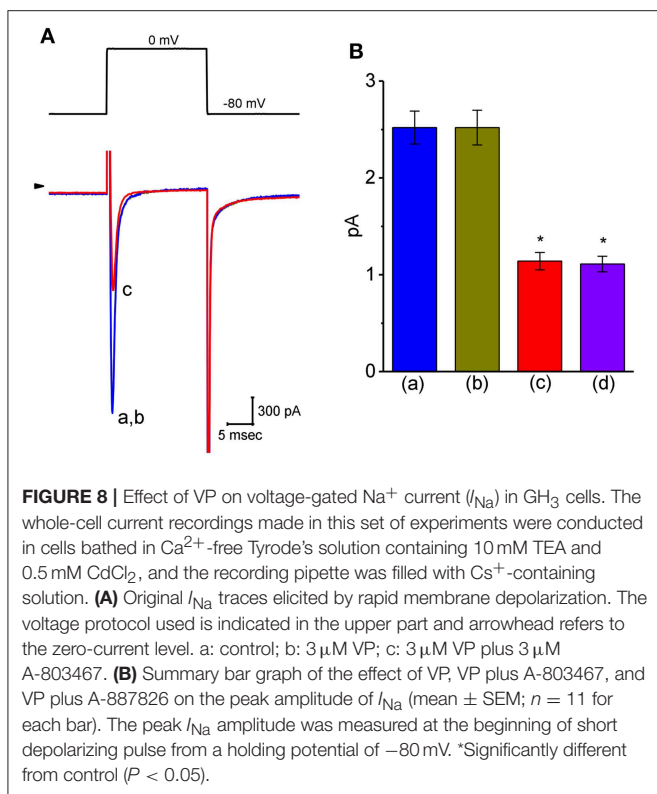 A
0 mV
-80 mV
c
a,b
300 pA
5 msec
B
3
2
1
0
pA
*
*
(a)
(b)
(c)
(d)
FIGURE 8 | Effect of VP on voltage-gated Na⁺ current (I_Na) in GH₃ cells. The
whole-cell current recordings made in this set of experiments were conducted
in cells bathed in Ca²⁺-free Tyrode's solution containing 10 mM TEA and
0.5 mM CdCl₂, and the recording pipette was filled with Cs⁺-containing
solution. (A) Original I_Na traces elicited by rapid membrane depolarization. The
voltage protocol used is indicated in the upper part and arrowhead refers to
the zero-current level. a: control; b: 3 μM VP; c: 3 μM VP plus 3 μM
A-803467. (B) Summary bar graph of the effect of VP, VP plus A-803467, and
VP plus A-887826 on the peak amplitude of I_Na (mean ± SEM; n = 11 for
each bar). The peak I_Na amplitude was measured at the beginning of short
depolarizing pulse from a holding potential of −80 mV. *Significantly different
from control (P < 0.05).